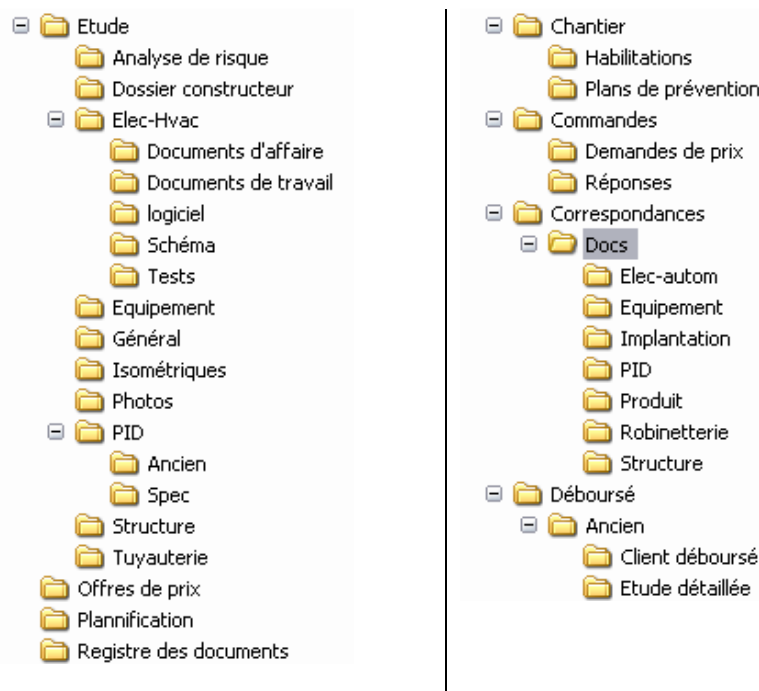 Etude
Analyse de risque
Dossier constructeur
Elec-Hvac
Documents d'affaire
Documents de travail
logiciel
Schéma
Tests
Equipement
Général
Isométriques
Photos
PID
Ancien
Spec
Structure
Tuyauterie
Offres de prix
Plannification
Registre des documents
Chantier
Habilitations
Plans de prévention
Commandes
Demandes de prix
Réponses
Correspondances
Docs
Elec-autom
Equipement
Implantation
PID
Produit
Robinetterie
Structure
Déboursé
Ancien
Client déboursé
Etude détaillée